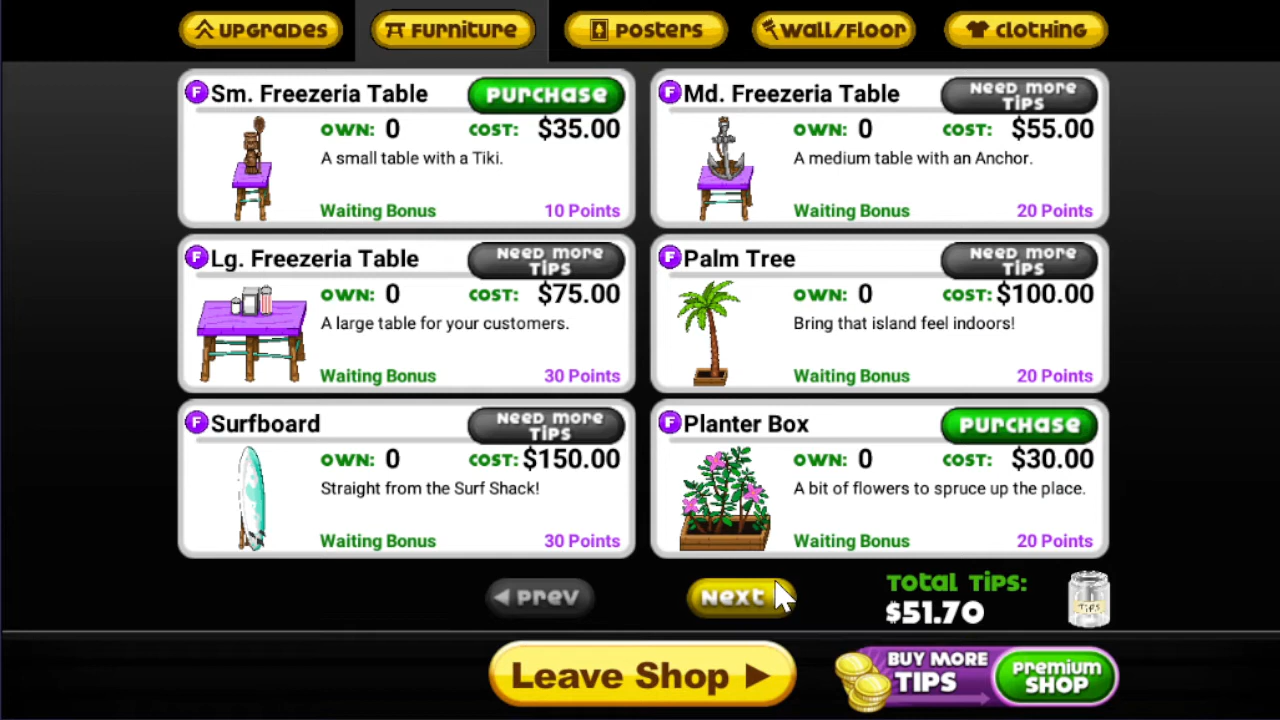 UPGRADES
FURNITURE
POSTERS
WALL/FLOOR
CLOTHING
F Sm. Freezeria Table
PURCHASE
OWN: 0 COST: $35.00
A small table with a Tiki.
Waiting Bonus 10 Points
F Md. Freezeria Table
NEED MORE
TIPS
OWN: 0 COST: $55.00
A medium table with an Anchor.
Waiting Bonus 20 Points
F Lg. Freezeria Table
NEED MORE
TIPS
OWN: 0 COST: $75.00
A large table for your customers.
Waiting Bonus 30 Points
F Palm Tree
NEED MORE
TIPS
OWN: 0 COST: $100.00
Bring that island feel indoors!
Waiting Bonus 20 Points
F Surfboard
NEED MORE
TIPS
OWN: 0 COST: $150.00
Straight from the Surf Shack!
Waiting Bonus 30 Points
F Planter Box
PURCHASE
OWN: 0 COST: $30.00
A bit of flowers to spruce up the place.
Waiting Bonus 20 Points
PREV
NEXT
TOTAL TIPS:
$51.70
TIPS
Leave Shop
BUY MORE
TIPS
PREMIUM
SHOP